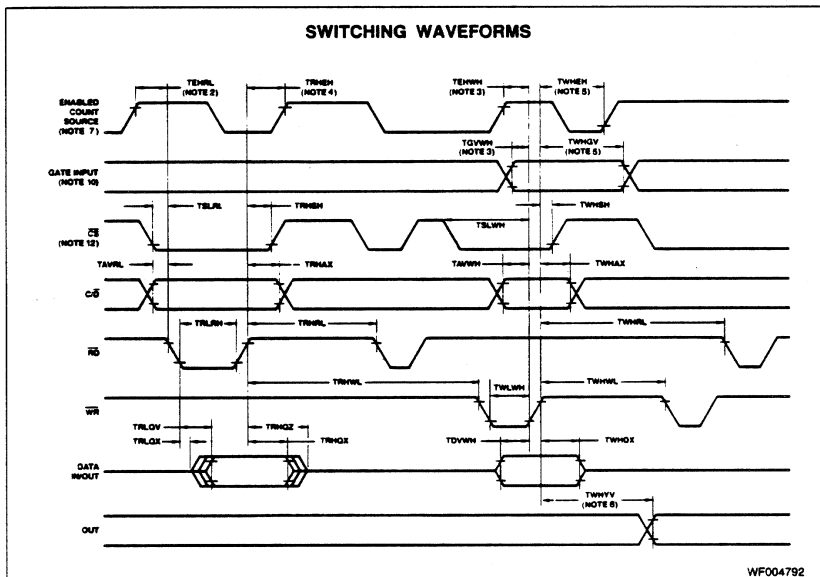 SWITCHING WAVEFORMS
TEHRL
(NOTE 2)
TRHEH
(NOTE 4)
TEHWH
(NOTE 3)
TWHEH
(NOTE 5)
ENABLED
COUNT
SOURCE
(NOTE 7)
TGVWH
(NOTE 3)
TWHGV
(NOTE 5)
GATE INPUT
(NOTE 10)
TSLRL
TRHSH
TSLWH
TWHSH
CS
(NOTE 12)
TAVRL
TRHAX
TAVWH
TWHAX
C/D
TRLRH
TRHRL
TWHRL
RD
TRHWL
TWLWH
TWHWL
WR
TRLQV
TRLQX
TRHQZ
TRHQX
TDVWH
TWHDX
DATA
IN/OUT
TWHYV
(NOTE 6)
OUT
WF004792